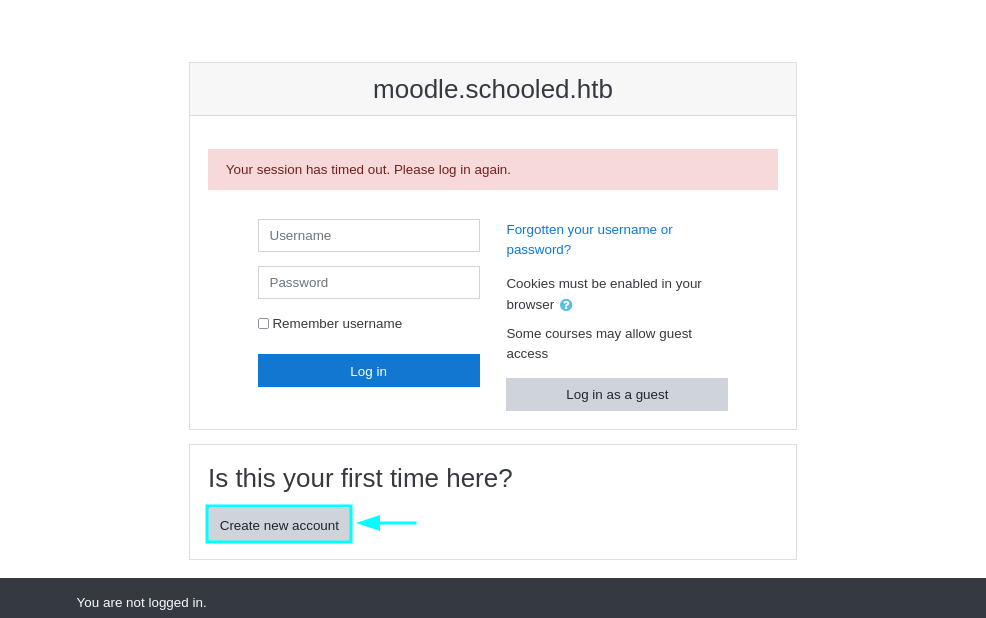 moodle.schooled.htb
Your session has timed out. Please log in again.
Username
Password
Remember username
Log in
Forgotten your username or
password?
Cookies must be enabled in your
browser ?
Some courses may allow guest
access
Log in as a guest
Is this your first time here?
Create new account
You are not logged in.